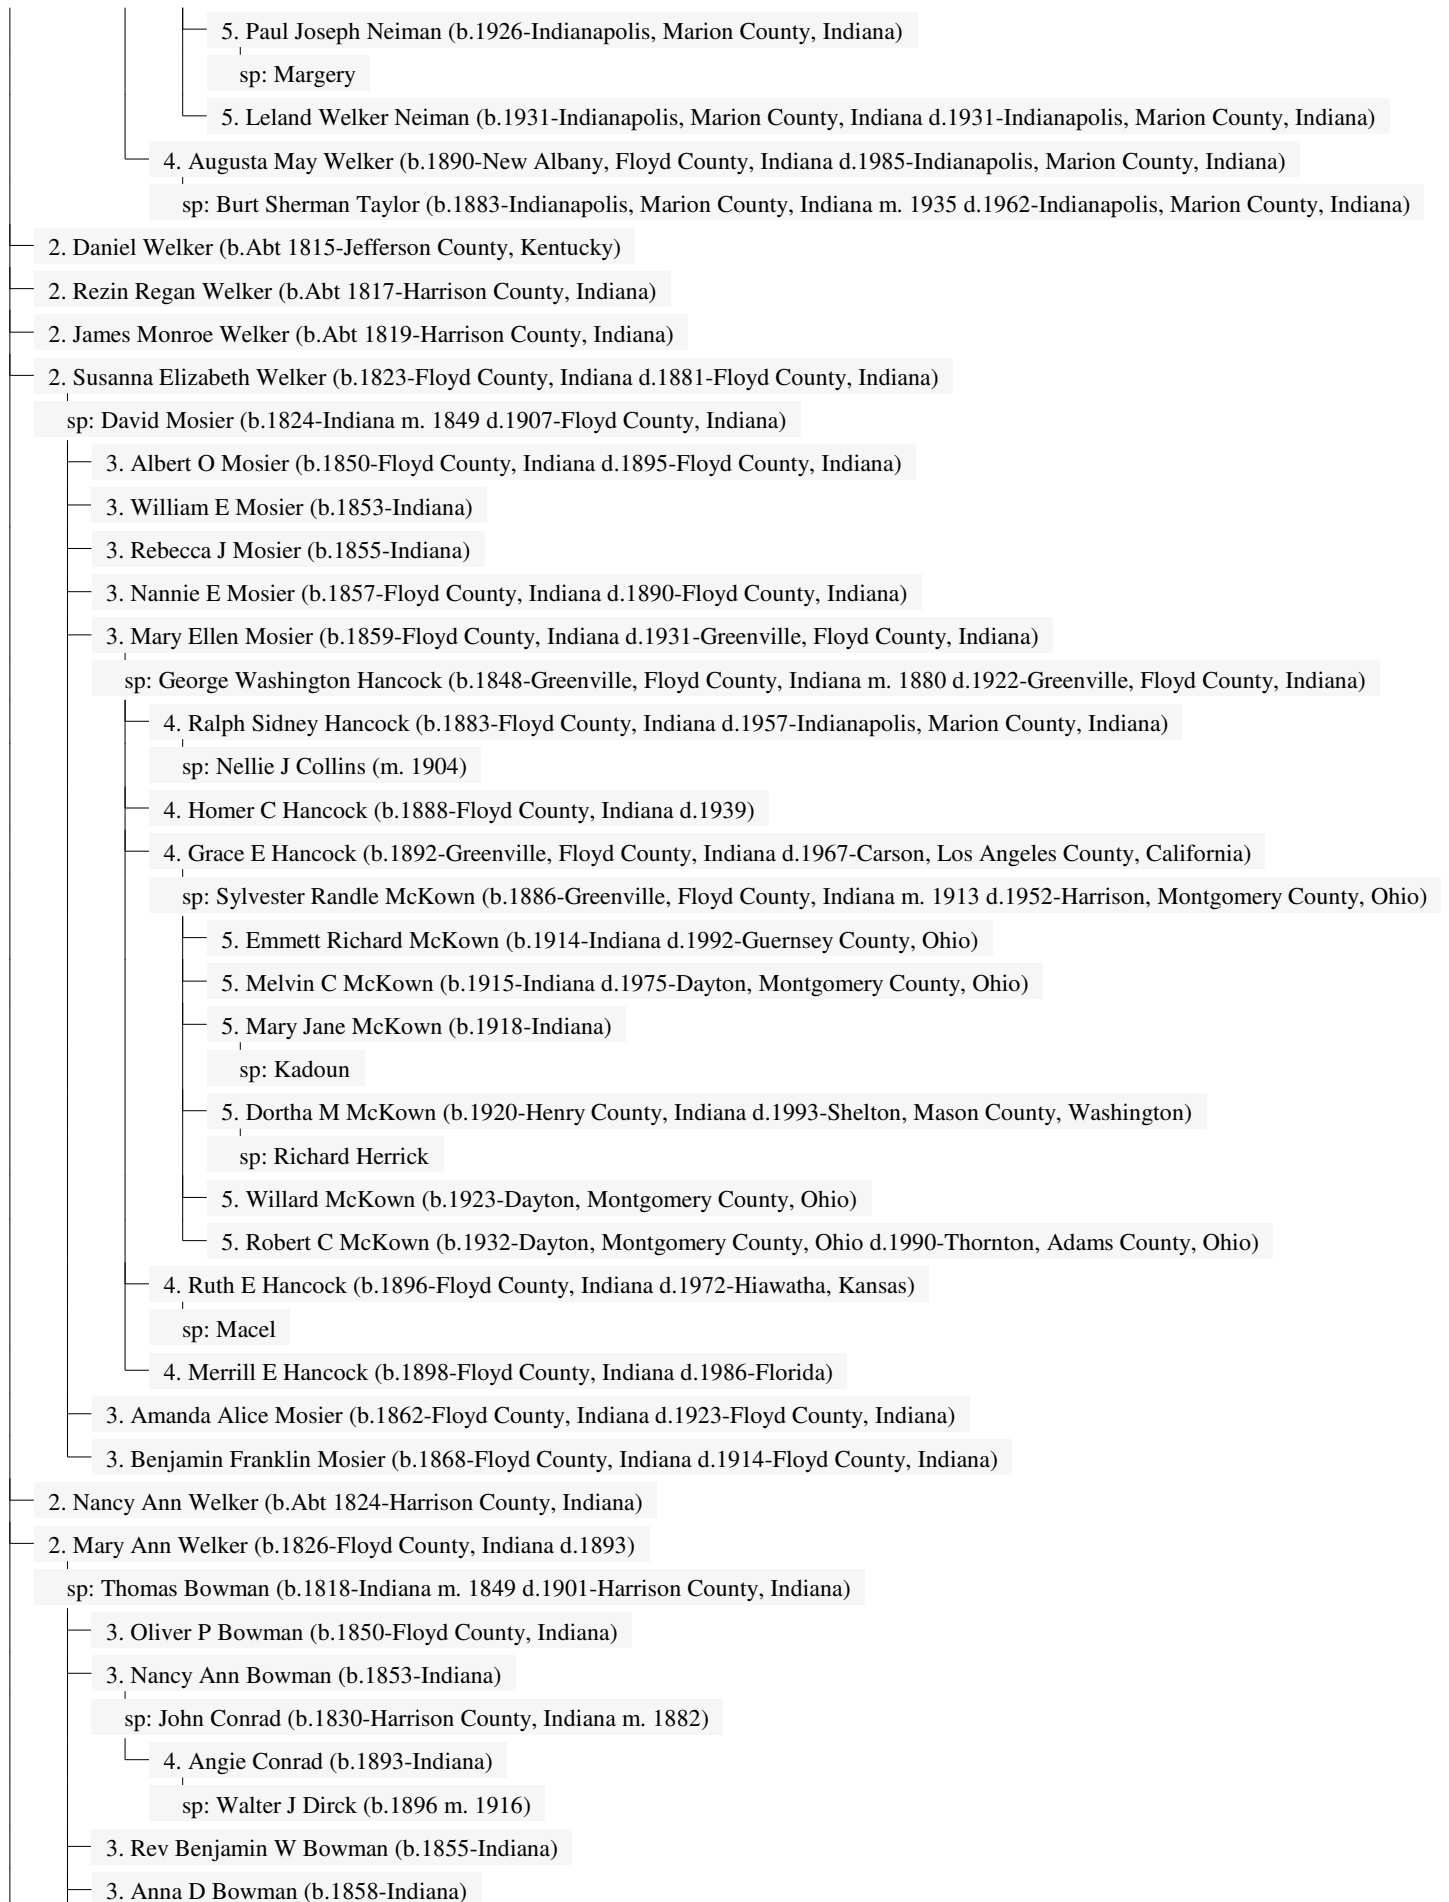 5. Paul Joseph Neiman (b.1926-Indianapolis, Marion County, Indiana)
sp: Margery
5. Leland Welker Neiman (b.1931-Indianapolis, Marion County, Indiana d.1931-Indianapolis, Marion County, Indiana)
4. Augusta May Welker (b.1890-New Albany, Floyd County, Indiana d.1985-Indianapolis, Marion County, Indiana)
sp: Burt Sherman Taylor (b.1883-Indianapolis, Marion County, Indiana m. 1935 d.1962-Indianapolis, Marion County, Indiana)
2. Daniel Welker (b.Abt 1815-Jefferson County, Kentucky)
2. Rezin Regan Welker (b.Abt 1817-Harrison County, Indiana)
2. James Monroe Welker (b.Abt 1819-Harrison County, Indiana)
2. Susanna Elizabeth Welker (b.1823-Floyd County, Indiana d.1881-Floyd County, Indiana)
sp: David Mosier (b.1824-Indiana m. 1849 d.1907-Floyd County, Indiana)
3. Albert O Mosier (b.1850-Floyd County, Indiana d.1895-Floyd County, Indiana)
3. William E Mosier (b.1853-Indiana)
3. Rebecca J Mosier (b.1855-Indiana)
3. Nannie E Mosier (b.1857-Floyd County, Indiana d.1890-Floyd County, Indiana)
3. Mary Ellen Mosier (b.1859-Floyd County, Indiana d.1931-Greenville, Floyd County, Indiana)
sp: George Washington Hancock (b.1848-Greenville, Floyd County, Indiana m. 1880 d.1922-Greenville, Floyd County, Indiana)
4. Ralph Sidney Hancock (b.1883-Floyd County, Indiana d.1957-Indianapolis, Marion County, Indiana)
sp: Nellie J Collins (m. 1904)
4. Homer C Hancock (b.1888-Floyd County, Indiana d.1939)
4. Grace E Hancock (b.1892-Greenville, Floyd County, Indiana d.1967-Carson, Los Angeles County, California)
sp: Sylvester Randle McKown (b.1886-Greenville, Floyd County, Indiana m. 1913 d.1952-Harrison, Montgomery County, Ohio)
5. Emmett Richard McKown (b.1914-Indiana d.1992-Guernsey County, Ohio)
5. Melvin C McKown (b.1915-Indiana d.1975-Dayton, Montgomery County, Ohio)
5. Mary Jane McKown (b.1918-Indiana)
sp: Kadoun
5. Dortha M McKown (b.1920-Henry County, Indiana d.1993-Shelton, Mason County, Washington)
sp: Richard Herrick
5. Willard McKown (b.1923-Dayton, Montgomery County, Ohio)
5. Robert C McKown (b.1932-Dayton, Montgomery County, Ohio d.1990-Thornton, Adams County, Ohio)
4. Ruth E Hancock (b.1896-Floyd County, Indiana d.1972-Hiawatha, Kansas)
sp: Macel
4. Merrill E Hancock (b.1898-Floyd County, Indiana d.1986-Florida)
3. Amanda Alice Mosier (b.1862-Floyd County, Indiana d.1923-Floyd County, Indiana)
3. Benjamin Franklin Mosier (b.1868-Floyd County, Indiana d.1914-Floyd County, Indiana)
2. Nancy Ann Welker (b.Abt 1824-Harrison County, Indiana)
2. Mary Ann Welker (b.1826-Floyd County, Indiana d.1893)
sp: Thomas Bowman (b.1818-Indiana m. 1849 d.1901-Harrison County, Indiana)
3. Oliver P Bowman (b.1850-Floyd County, Indiana)
3. Nancy Ann Bowman (b.1853-Indiana)
sp: John Conrad (b.1830-Harrison County, Indiana m. 1882)
4. Angie Conrad (b.1893-Indiana)
sp: Walter J Dirck (b.1896 m. 1916)
3. Rev Benjamin W Bowman (b.1855-Indiana)
3. Anna D Bowman (b.1858-Indiana)